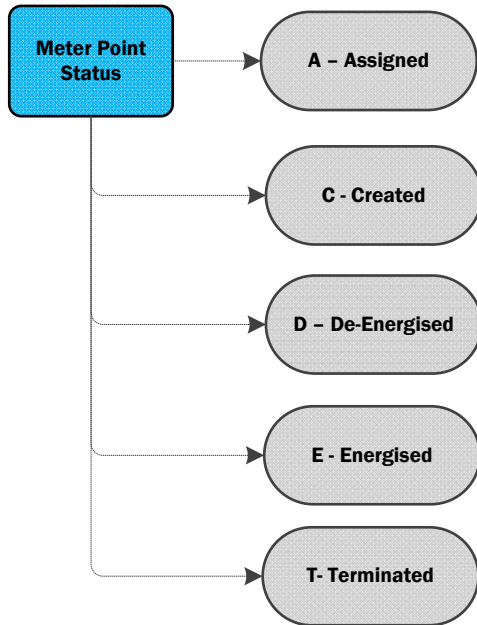 Meter Point
Status
A – Assigned
C - Created
D – De-Energised
E - Energised
T- Terminated